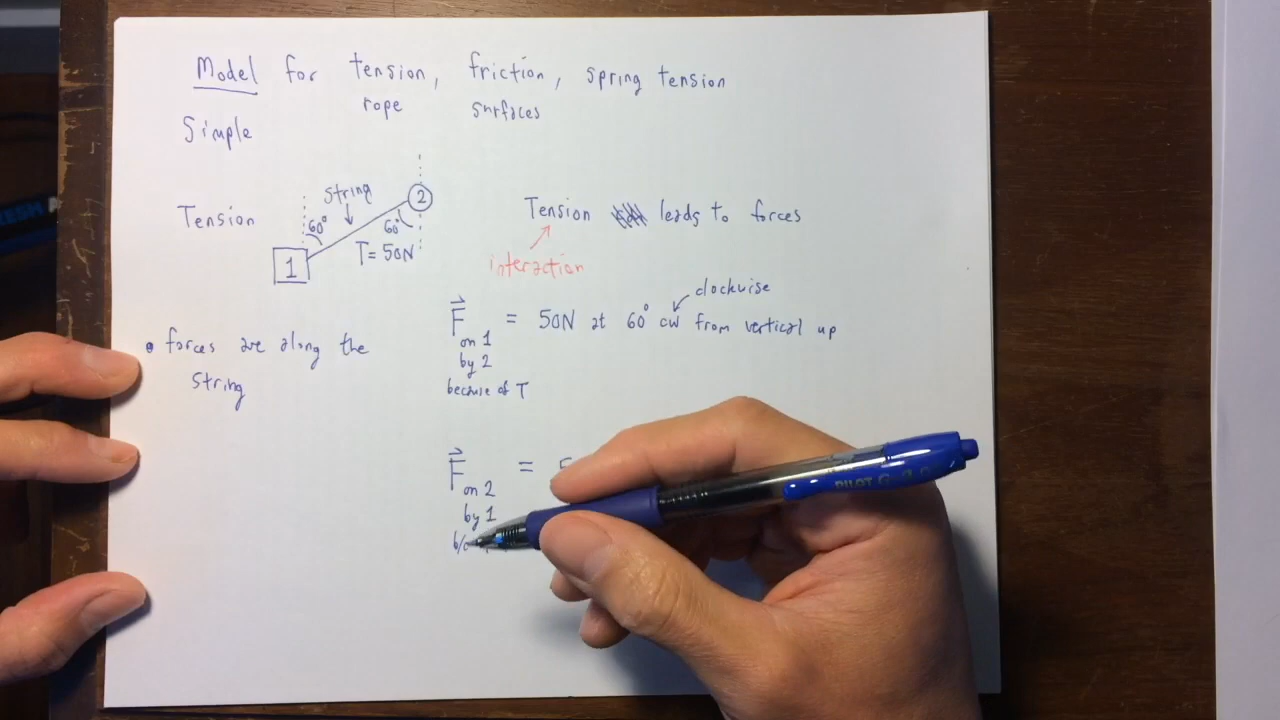 Model for tension, friction, spring tension
rope surfaces
Simple
Tension
string
60°
60°
T = 50N
1
2
Tension leads to forces
interaction
clockwise
F = 50N at 60° cw from vertical up
on 1
by 2
because of T
• forces are along the
string
F = 5
on 2
by 1
PILOT G-2